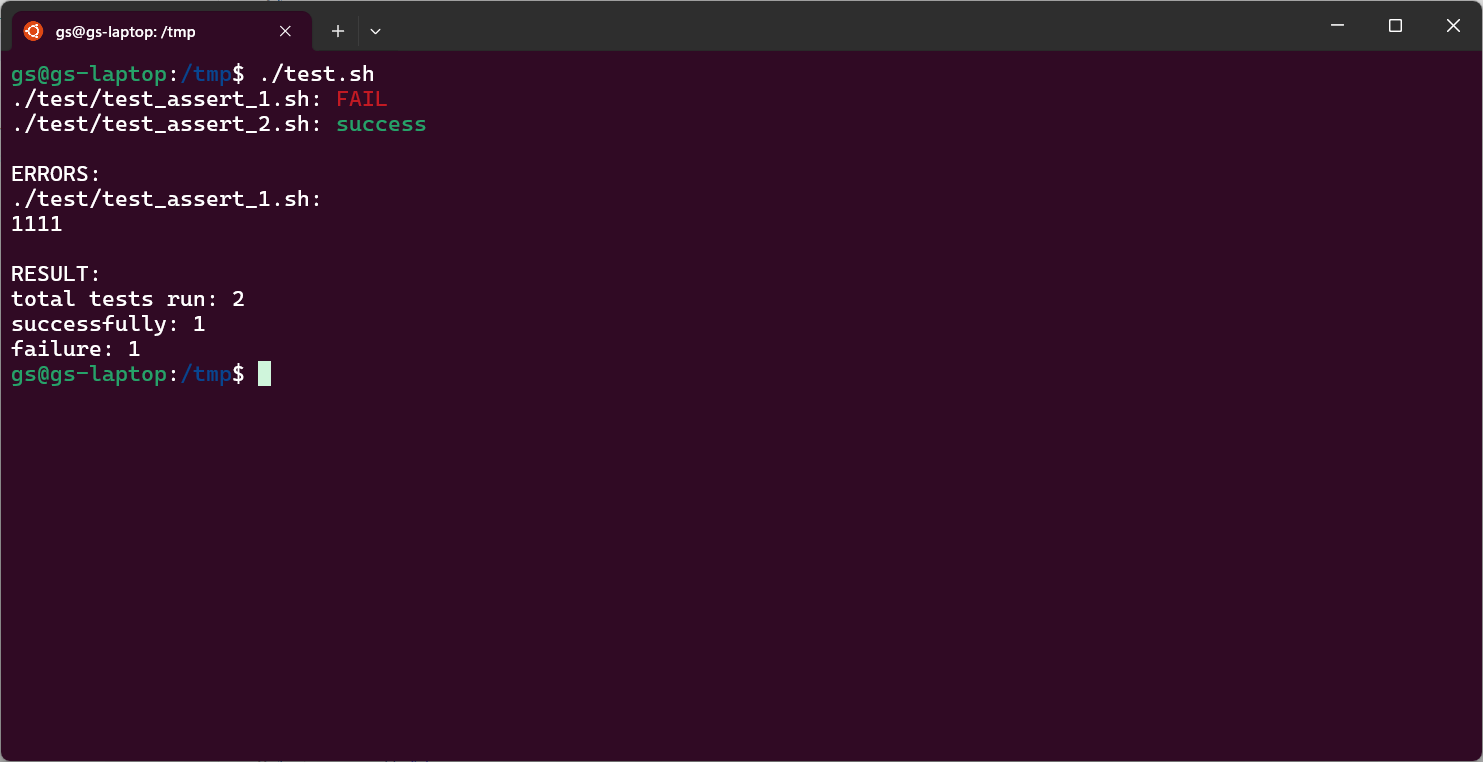 gs@gs-laptop: /tmp
gs@gs-laptop:/tmp$ ./test.sh
./test/test_assert_1.sh: FAIL
./test/test_assert_2.sh: success
ERRORS:
./test/test_assert_1.sh:
1111
RESULT:
total tests run: 2
successfully: 1
failure: 1
gs@gs-laptop:/tmp$